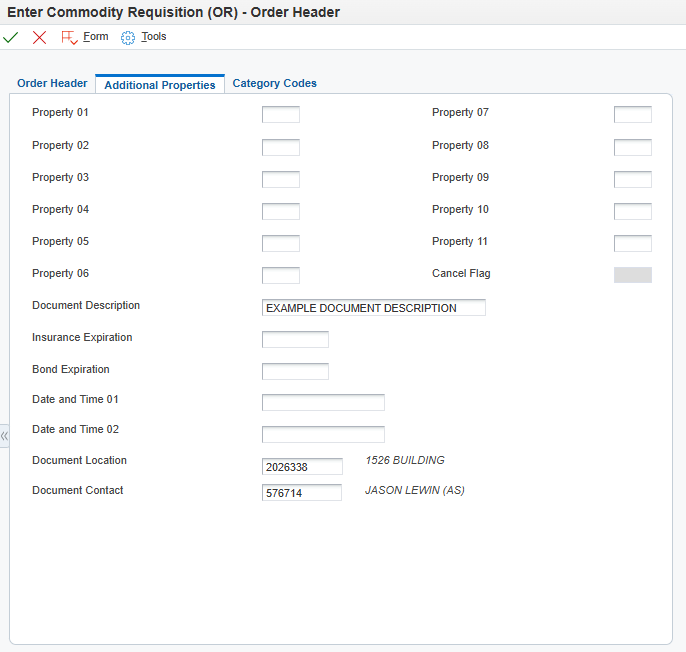 Enter Commodity Requisition (OR) - Order Header
Form Tools
Order Header Additional Properties Category Codes
Property 01 Property 07
Property 02 Property 08
Property 03 Property 09
Property 04 Property 10
Property 05 Property 11
Property 06 Cancel Flag
Document Description EXAMPLE DOCUMENT DESCRIPTION
Insurance Expiration
Bond Expiration
Date and Time 01
Date and Time 02
Document Location 2026338 1526 BUILDING
Document Contact 576714 JASON LEWIN (AS)